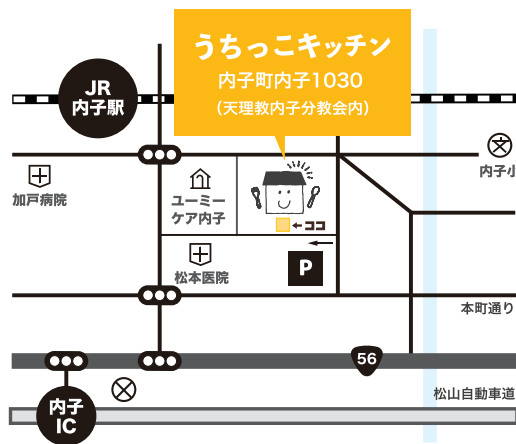 うちっこキッチン
内子町内子1030
(天理教内子分教会内)
JR
内子駅
文
内子小
加戸病院
ユーミー
ケア内子
←ココ
松本医院
P
本町通り
56
松山自動車道
内子
IC